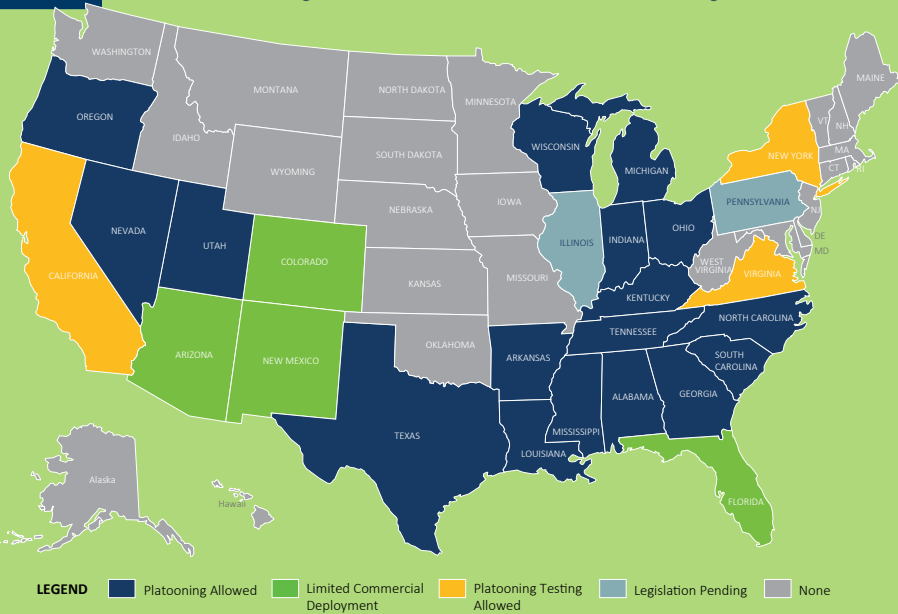 WASHINGTON
MAINE
MONTANA
NORTH DAKOTA
MINNESOTA
OREGON
VT
NH
IDAHO
WISCONSIN
MA
SOUTH DAKOTA
NEW YORK
WYOMING
MICHIGAN
CT
RI
IOWA
PENNSYLVANIA
NEBRASKA
NJ
NEVADA
OHIO
UTAH
ILLINOIS
INDIANA
DE
MD
COLORADO
WEST
VIRGINIA
CALIFORNIA
VIRGINIA
MISSOURI
KANSAS
KENTUCKY
NORTH CAROLINA
TENNESSEE
OKLAHOMA
ARIZONA
NEW MEXICO
ARKANSAS
SOUTH
CAROLINA
GEORGIA
ALABAMA
TEXAS
MISSISSIPPI
LOUISIANA
Alaska
Hawaii
FLORIDA
LEGEND
Platooning Allowed
Limited Commercial
Deployment
Platooning Testing
Allowed
Legislation Pending
None